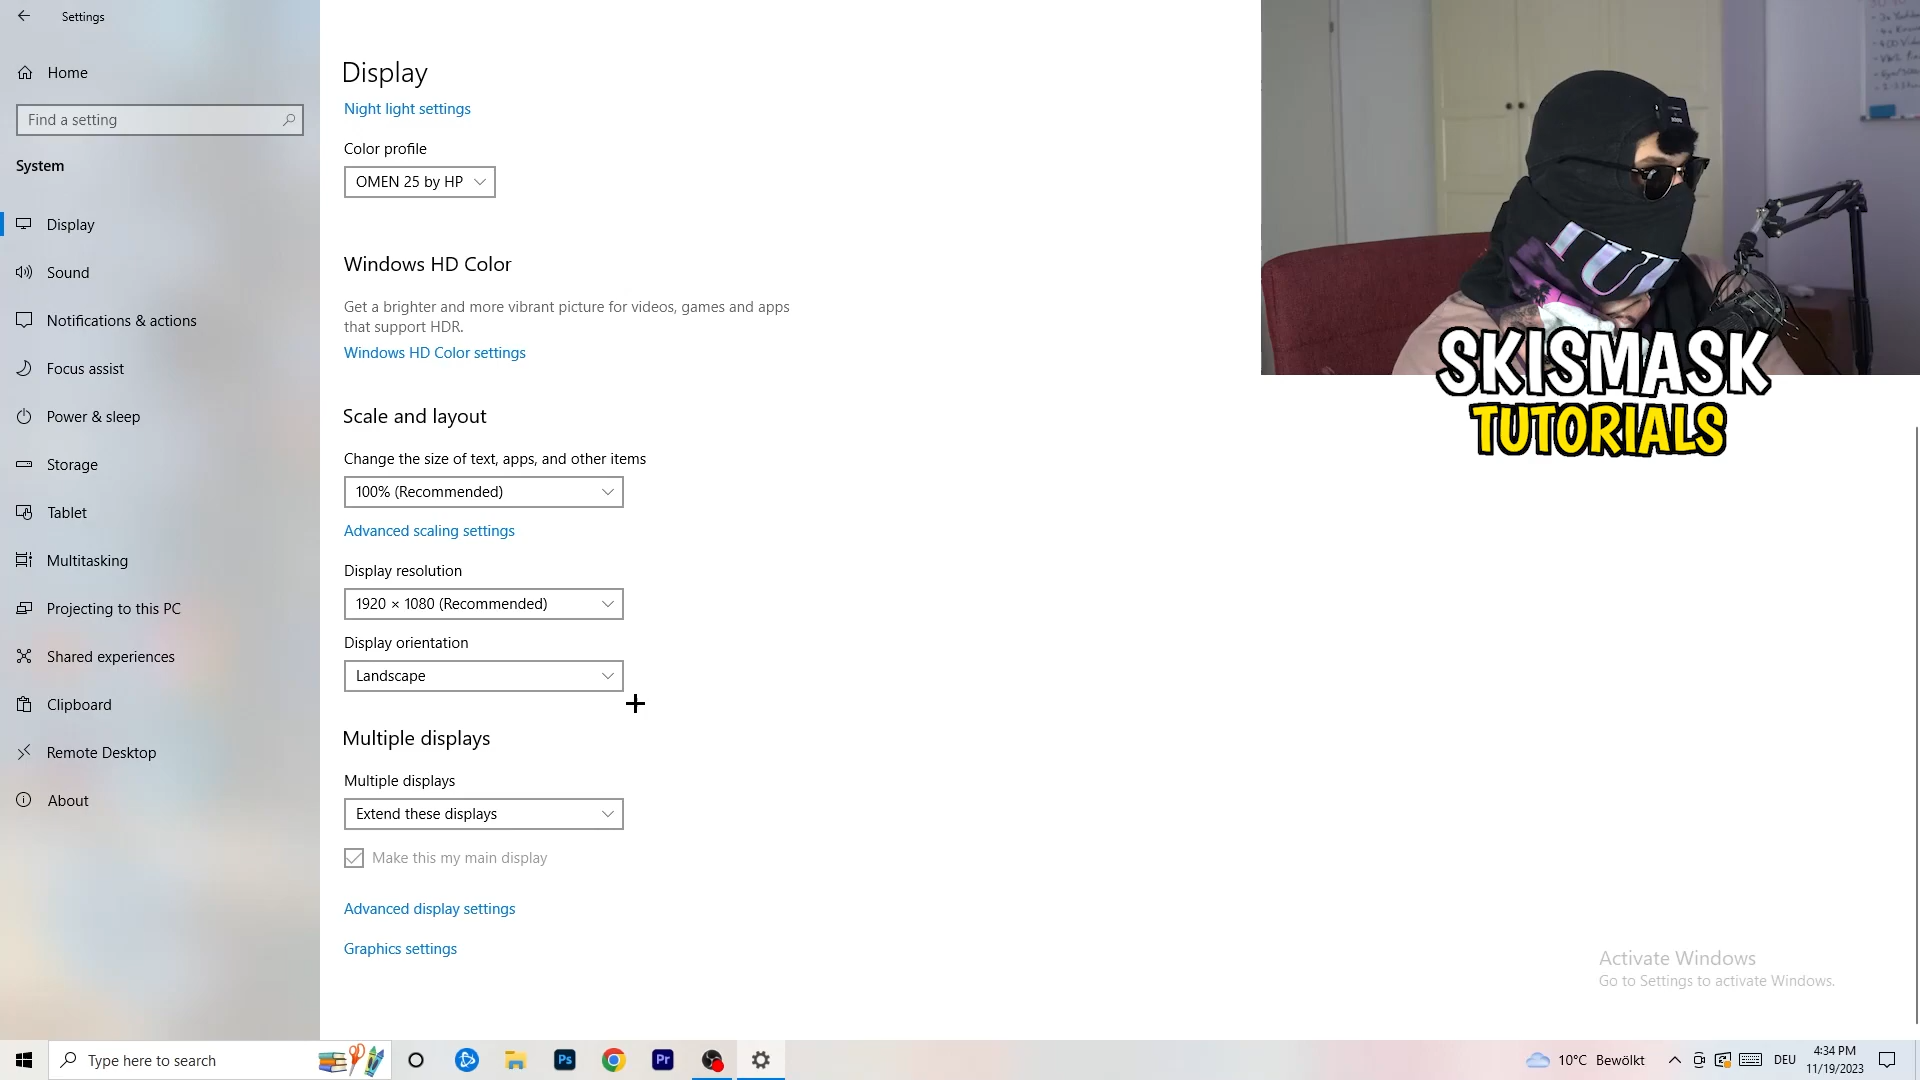 Settings
Home
Find a setting
System
Display
Sound
Notifications & actions
Focus assist
Power & sleep
Storage
Tablet
Multitasking
Projecting to this PC
Shared experiences
Clipboard
Remote Desktop
About
Display
Night light settings
Color profile
OMEN 25 by HP
Windows HD Color
Get a brighter and more vibrant picture for videos, games and apps
that support HDR.
Windows HD Color settings
Scale and layout
Change the size of text, apps, and other items
100% (Recommended)
Advanced scaling settings
Display resolution
1920 × 1080 (Recommended)
Display orientation
Landscape
Multiple displays
Multiple displays
Extend these displays
Make this my main display
Advanced display settings
Graphics settings
SKISMASK
TUTORIALS
Activate Windows
Go to Settings to activate Windows.
Type here to search
Ps
Pr
10°C Bewölkt
DEU
4:34 PM
11/19/2023